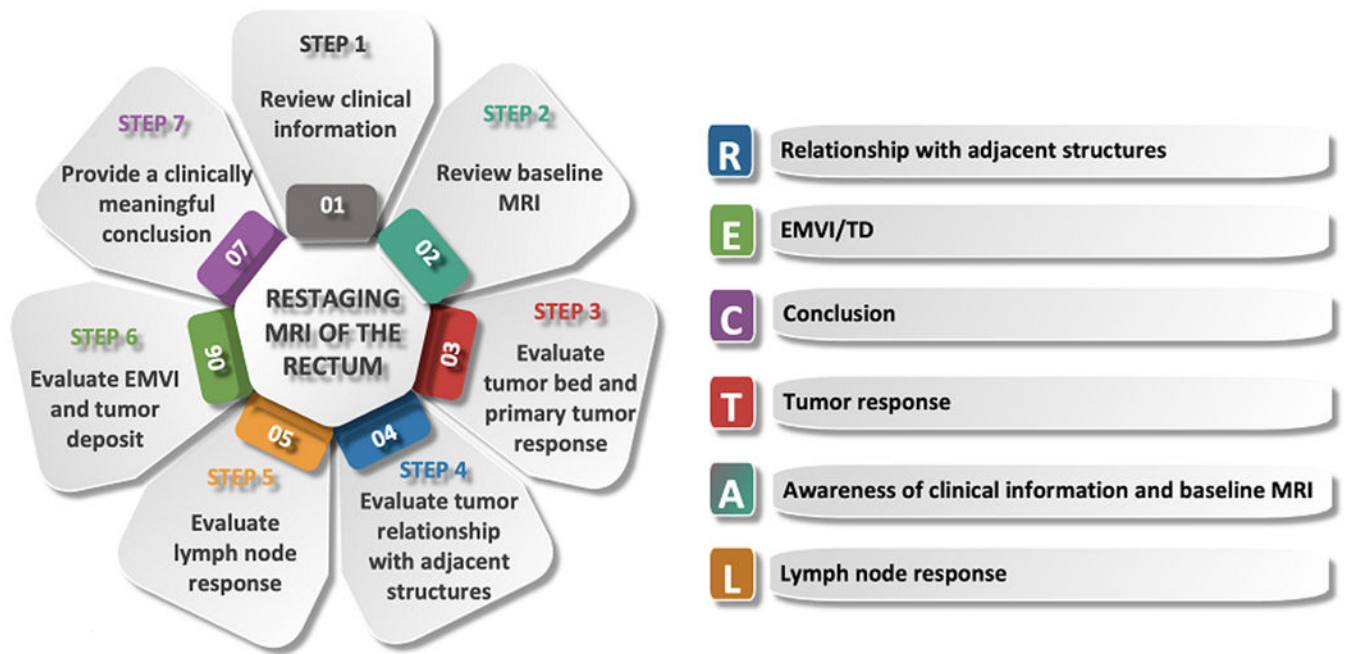 STEP 1
Review clinical
information
01
STEP 2
Review baseline
MRI
02
STEP 3
Evaluate
tumor bed and
primary tumor
response
03
STEP 4
Evaluate tumor
relationship
with adjacent
structures
04
STEP 5
Evaluate
lymph node
response
05
STEP 6
Evaluate EMVI
and tumor
deposit
06
STEP 7
Provide a clinically
meaningful
conclusion
07
RESTAGING
MRI OF THE
RECTUM
R Relationship with adjacent structures
E EMVI/TD
C Conclusion
T Tumor response
A Awareness of clinical information and baseline MRI
L Lymph node response